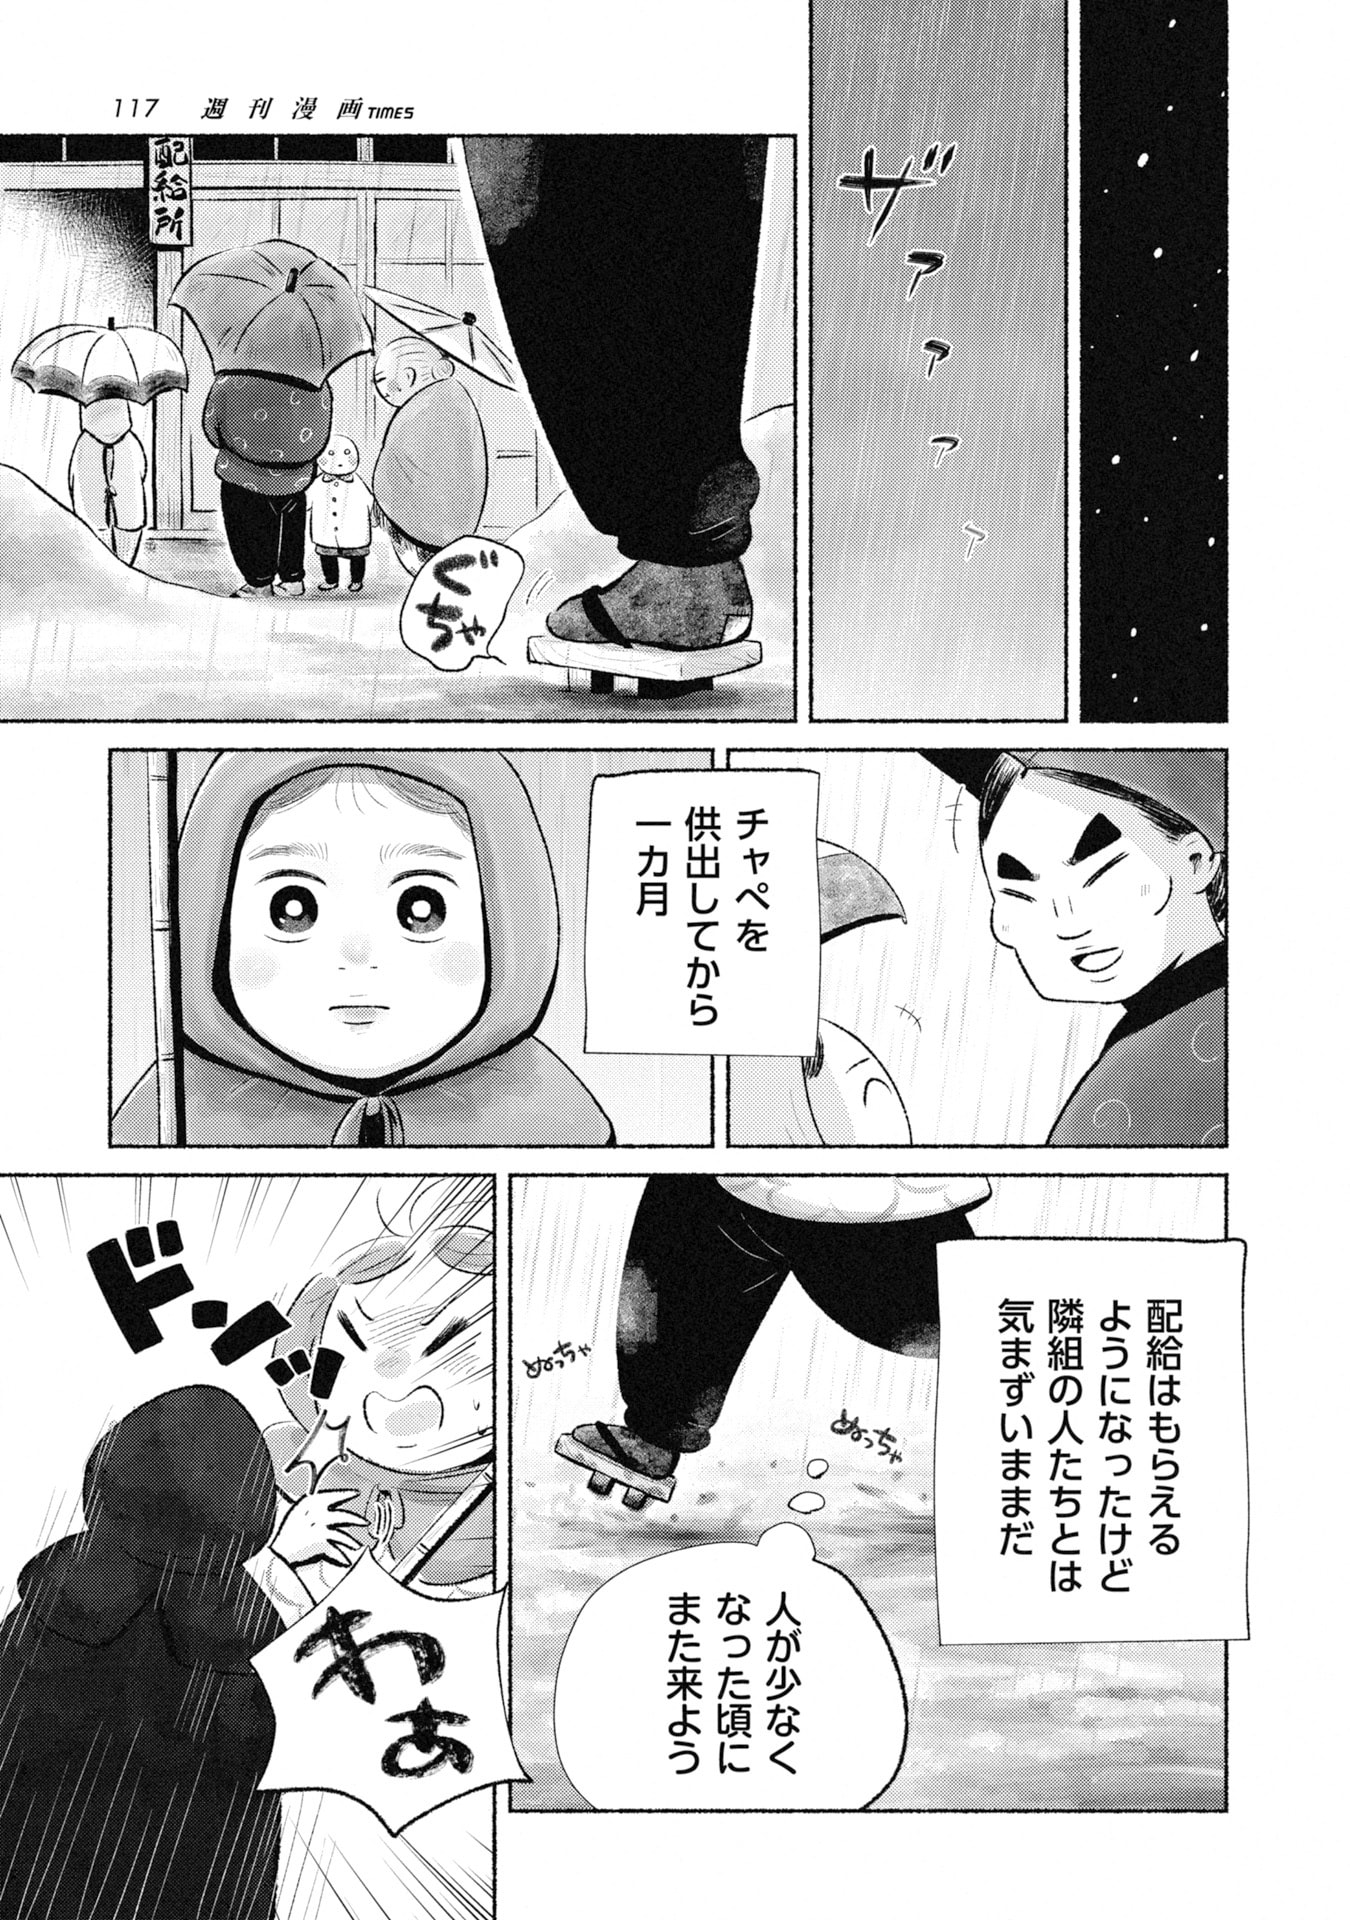 117 週刊漫画TIMES
ザァァァァ
配給所
ぐちゃ
チャペを
供出してから
一カ月
配給はもらえる
ようになったけど
隣組の人たちとは
気まずいままだ
ぬっちゃ
ぬっちゃ
人が少なく
なった頃に
また来よう
ドンッ
わぁ